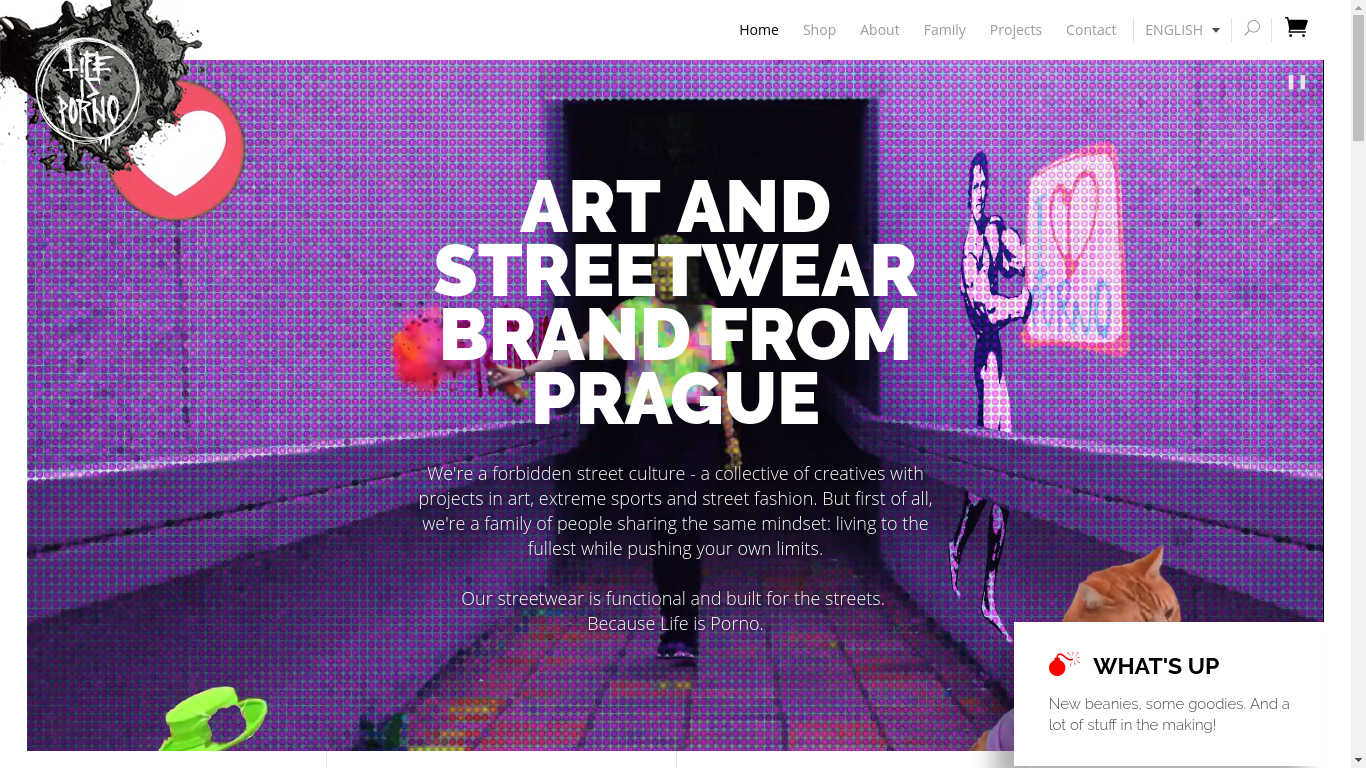 Home Shop About Family Projects Contact ENGLISH
LIFE
IS
PORNO
ART AND
STREETWEAR
BRAND FROM
PRAGUE
We're a forbidden street culture - a collective of creatives with
projects in art, extreme sports and street fashion. But first of all,
we're a family of people sharing the same mindset: living to the
fullest while pushing your own limits.
Our streetwear is functional and built for the streets.
Because Life is Porno.
WHAT'S UP
New beanies, some goodies. And a
lot of stuff in the making!